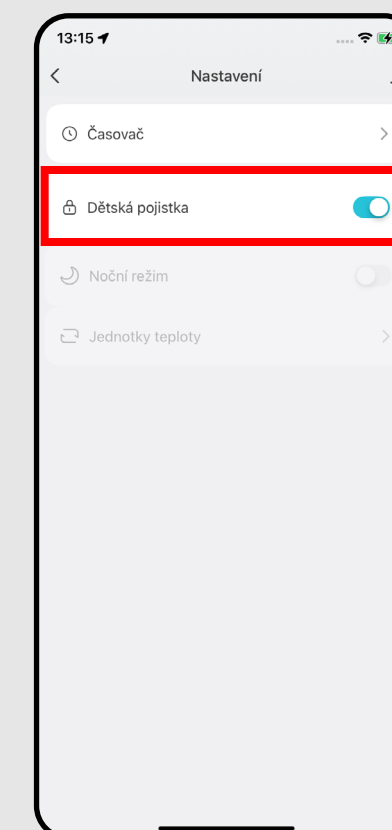 13:15
Nastavení
Časovač
Dětská pojistka
Noční režim
Jednotky teploty